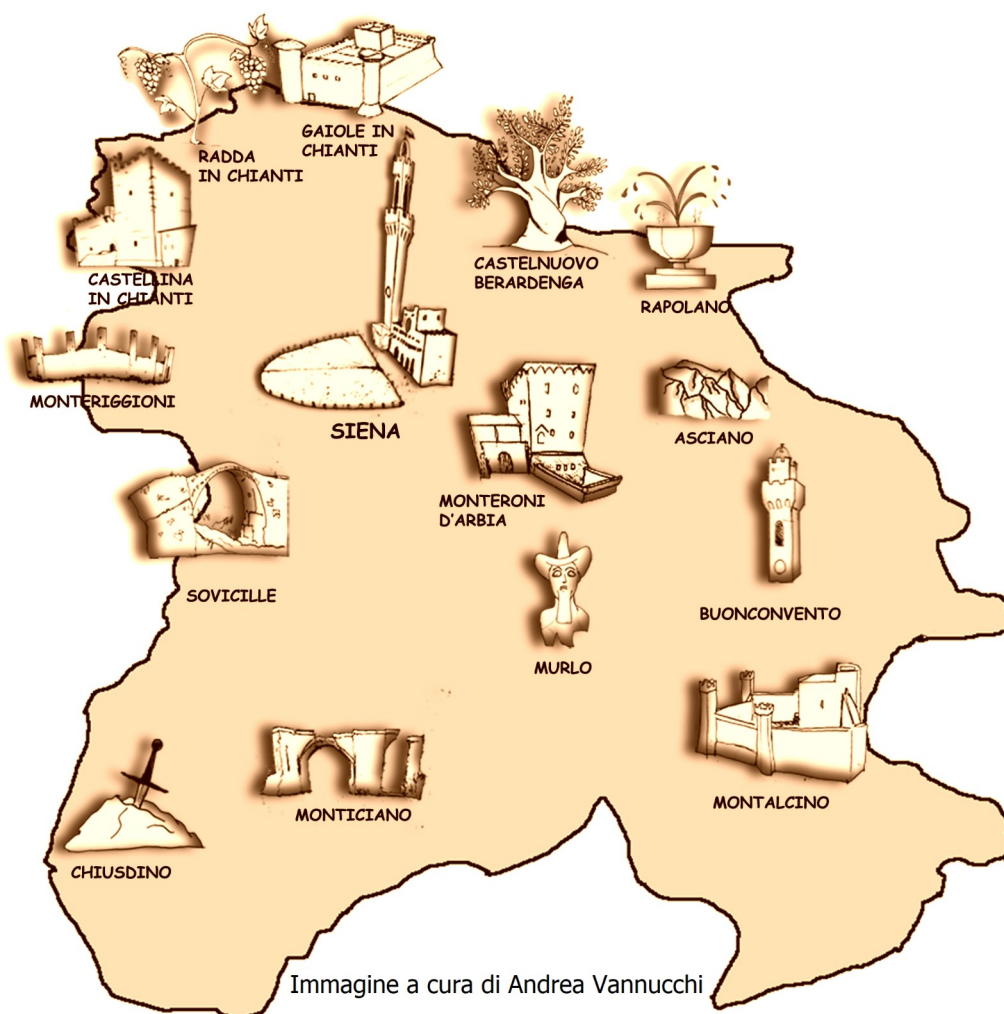 GAIOLE IN
CHIANTI
RADDA
IN CHIANTI
CASTELNUOVO
BERARDENGA
CASTELLINA
IN CHIANTI
RAPOLANO
MONTERIGGIONI
SIENA
ASCIANO
MONTERONI
D'ARBIA
SOVICILLE
BUONCONVENTO
MURLO
MONTALCINO
MONTICIANO
CHIUSDINO
Immagine a cura di Andrea Vannucchi